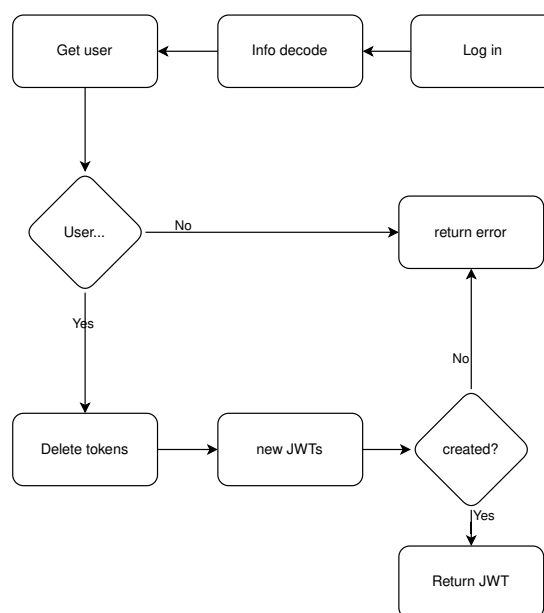 Get user
Info decode
Log in
User...
No
return error
Yes
No
Delete tokens
new JWTs
created?
Yes
Return JWT